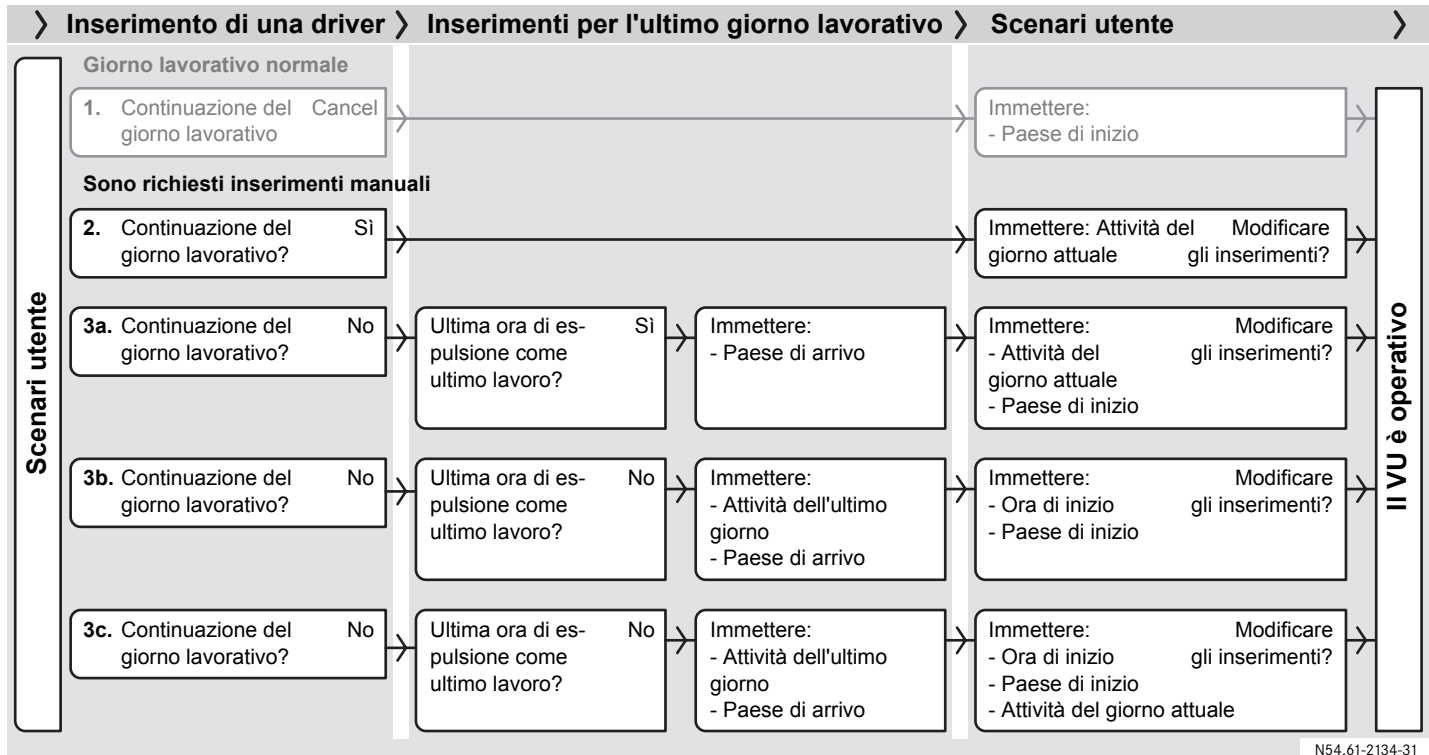 Inserimento di una driver
Inserimenti per l'ultimo giorno lavorativo
Scenari utente
Scenari utente
Giorno lavorativo normale
1. Continuazione del Cancel
giorno lavorativo
Immettere:
- Paese di inizio
Sono richiesti inserimenti manuali
2. Continuazione del Sì
giorno lavorativo?
Immettere: Attività del Modificare
giorno attuale gli inserimenti?
3a. Continuazione del No
giorno lavorativo?
Ultima ora di es- Sì
pulsione come
ultimo lavoro?
Immettere:
- Paese di arrivo
Immettere: Modificare
- Attività del gli inserimenti?
giorno attuale
- Paese di inizio
3b. Continuazione del No
giorno lavorativo?
Ultima ora di es- No
pulsione come
ultimo lavoro?
Immettere:
- Attività dell'ultimo
giorno
- Paese di arrivo
Immettere: Modificare
- Ora di inizio gli inserimenti?
- Paese di inizio
3c. Continuazione del No
giorno lavorativo?
Ultima ora di es- No
pulsione come
ultimo lavoro?
Immettere:
- Attività dell'ultimo
giorno
- Paese di arrivo
Immettere: Modificare
- Ora di inizio gli inserimenti?
- Paese di inizio
- Attività del giorno attuale
Il VU è operativo
N54.61-2134-31